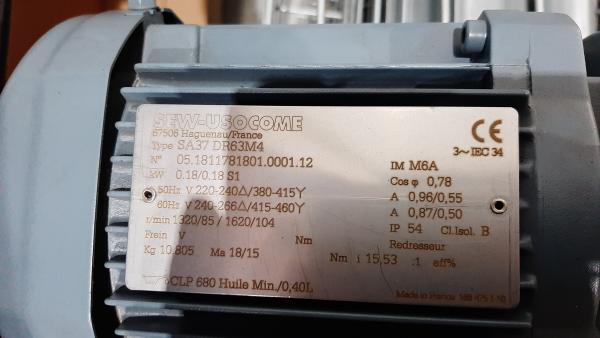 SEW-USOCOME
67506 Haguenau/France
Type SA37 DR63M4
3~IEC 34
N° 05.1811781801.0001.12
kW 0.18/0.18 S1
IM M6A
Cos φ 0,78
50Hz V 220-240△/380-415Y A 0,96/0,55
60Hz V 240-266△/415-460Y A 0,87/0,50
r/min 1320/85 / 1620/104 IP 54 Cl.Isol. B
Frein V Nm Redresseur
Kg 10.805 Ma 18/15 Nm i 15,53 :1 eff%
CLP 680 Huile Min./0,40L
Made in France